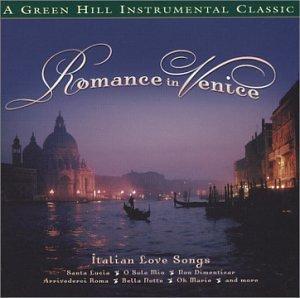 A GREEN HILL INSTRUMENTAL CLASSIC
Romance in Venice
Italian Love Songs
Santa Lucia O Sole Mio Non Dimenticar
Arrivederci Roma Bella Notte Oh Marie and more